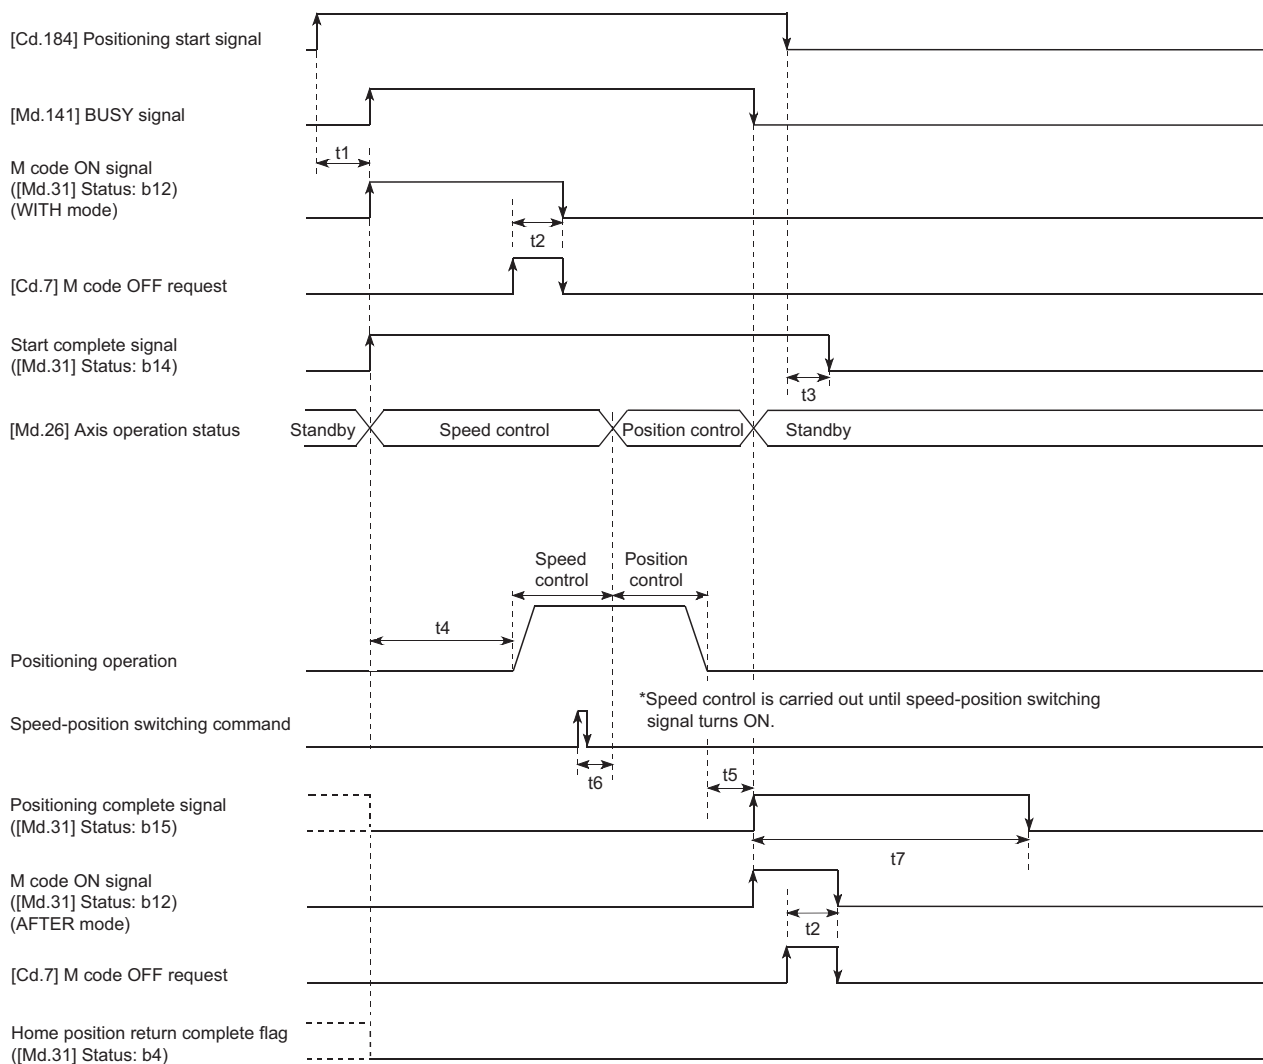 [Cd.184] Positioning start signal
[Md.141] BUSY signal
t1
M code ON signal
([Md.31] Status: b12)
(WITH mode)
t2
[Cd.7] M code OFF request
Start complete signal
([Md.31] Status: b14)
t3
[Md.26] Axis operation status
Standby
Speed control
Position control
Standby
Speed
control
Position
control
t4
Positioning operation
*Speed control is carried out until speed-position switching
signal turns ON.
Speed-position switching command
t6
t5
Positioning complete signal
([Md.31] Status: b15)
t7
M code ON signal
([Md.31] Status: b12)
(AFTER mode)
t2
[Cd.7] M code OFF request
Home position return complete flag
([Md.31] Status: b4)